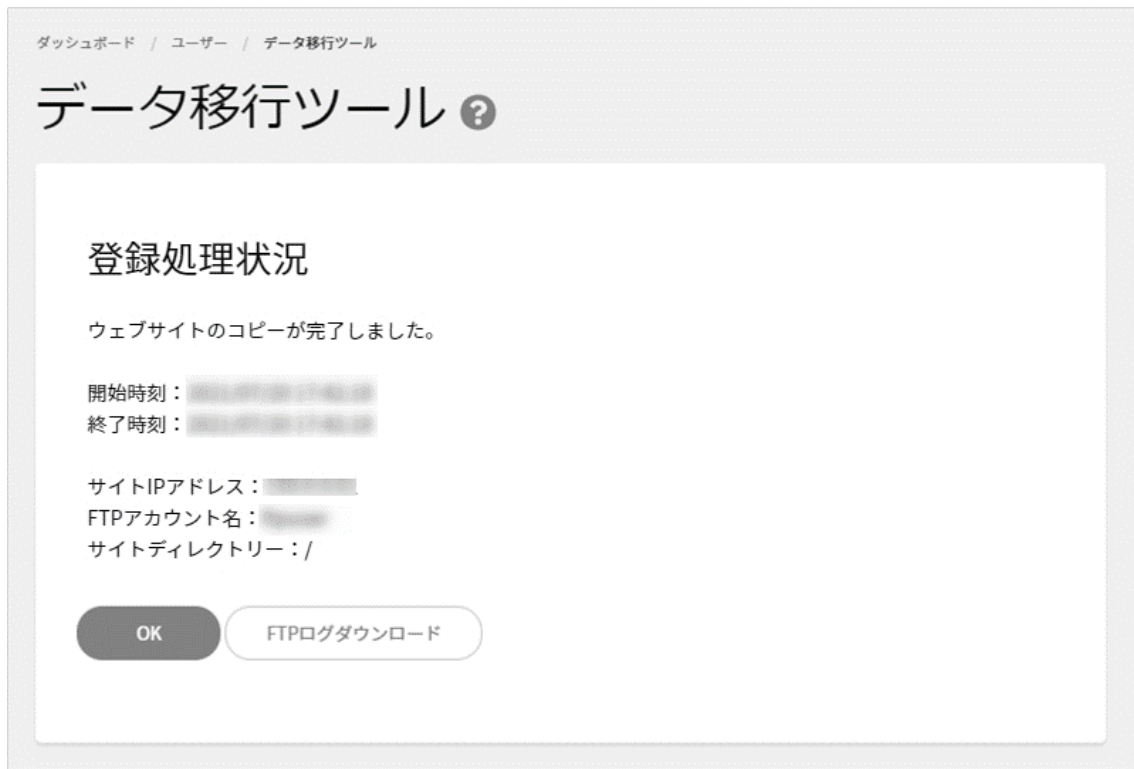 ダッシュボード / ユーザー / データ移行ツール
データ移行ツール ?
登録処理状況
ウェブサイトのコピーが完了しました。
開始時刻：
終了時刻：
サイトIPアドレス：
FTPアカウント名：
サイトディレクトリー：/
OK
FTPログダウンロード